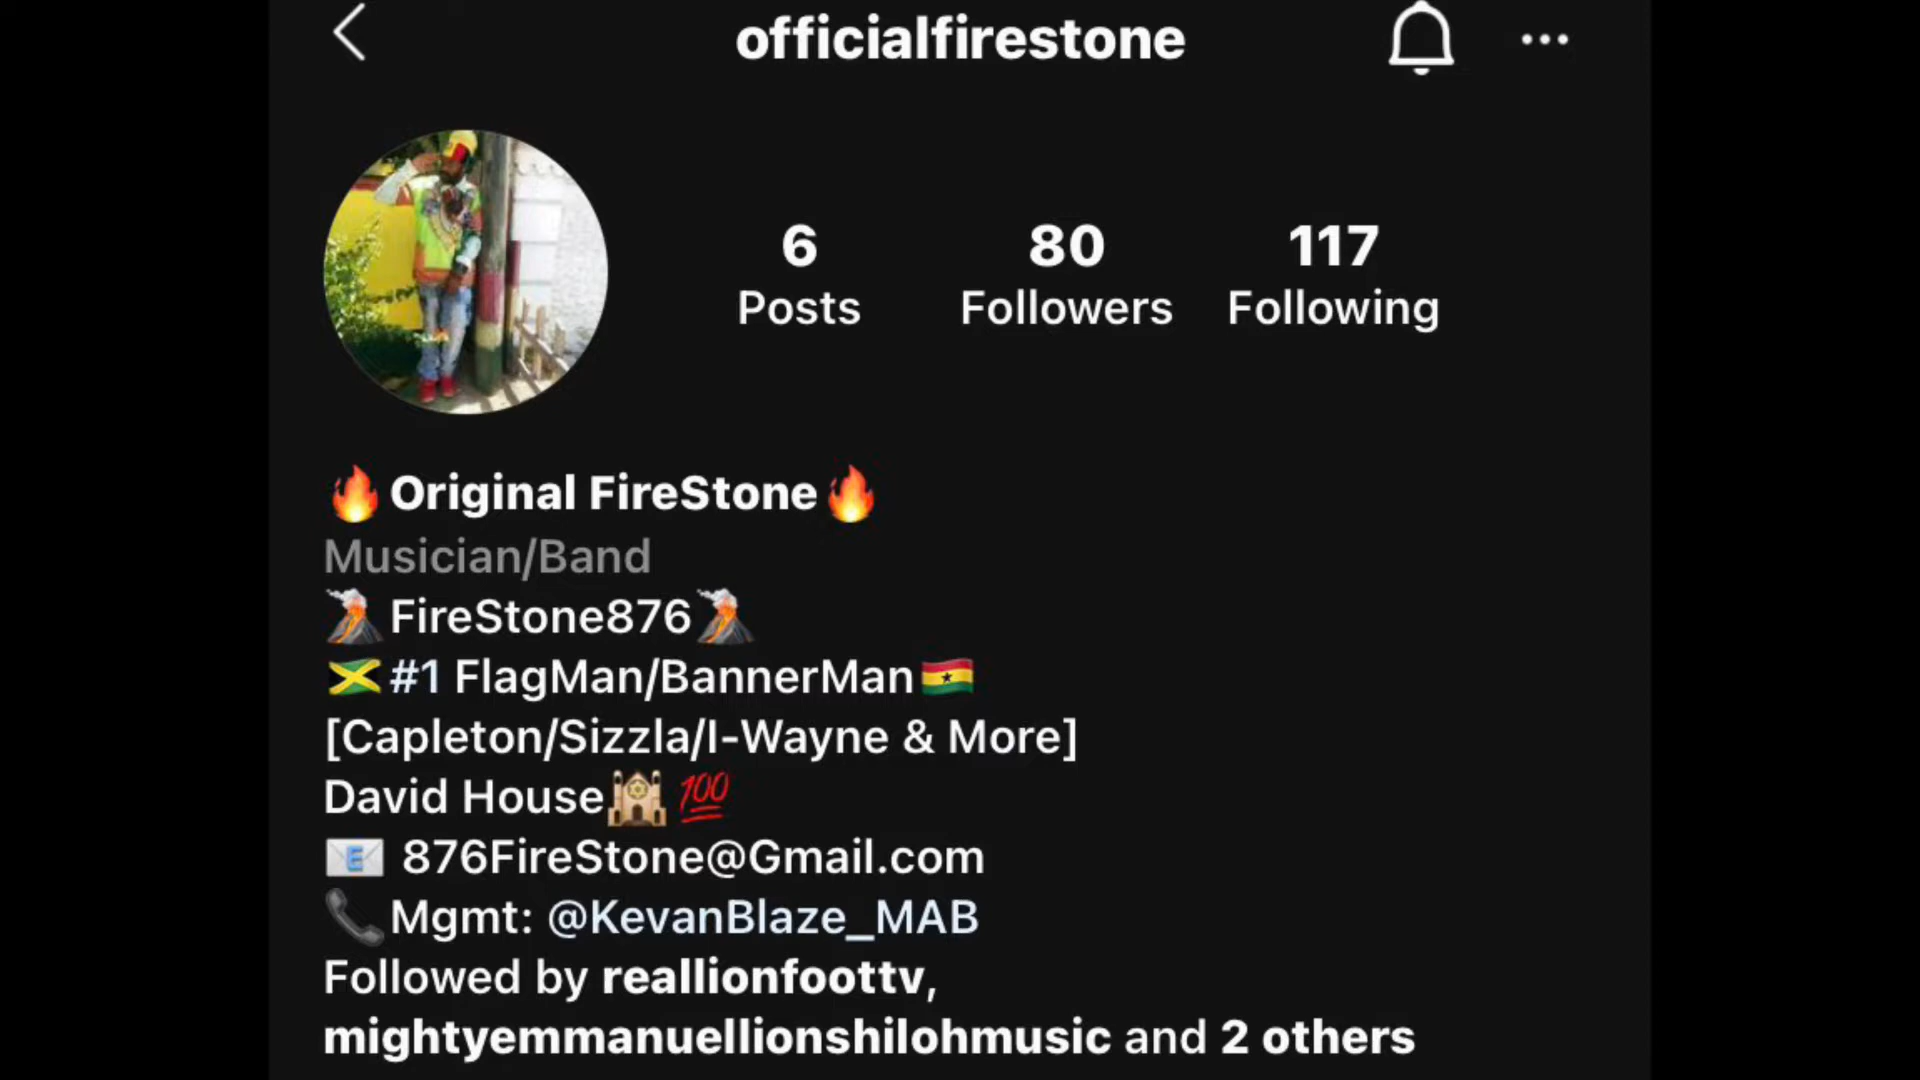 officialfirestone
6 80 117
Posts Followers Following
🔥Original FireStone🔥
Musician/Band
🌋FireStone876🌋
🇯🇲#1 FlagMan/BannerMan🇬🇭
[Capleton/Sizzla/I-Wayne & More]
David House🕍💯
📧 876FireStone@Gmail.com
📞Mgmt: @KevanBlaze_MAB
Followed by reallionfoottv,
mightyemmanuellionshilohmusic and 2 others